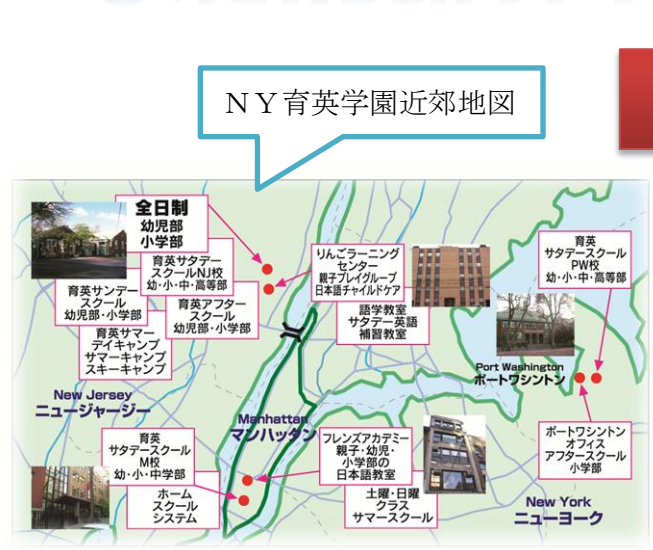 ＮＹ育英学園近郊地図
全日制
幼児部
小学部
育英サタデー
スクールNJ校
幼・小・中・高等部
育英サンデー
スクール
幼児部・小学部
育英アフター
スクール
幼児部・小学部
育英サマー
デイキャンプ
サマーキャンプ
スキーキャンプ
りんごラーニング
センター
親子プレイグループ
日本語チャイルドケア
語学教室
サタデー英語
補習教室
育英
サタデースクール
PW校
幼・小・中・高等部
Port Washington
ポートワシントン
New Jersey
ニュージャージー
Manhattan
マンハッタン
育英
サタデースクール
M校
幼・小・中学部
ホーム
スクール
システム
フレンズアカデミー
親子・幼児・
小学部の
日本語教室
土曜・日曜
クラス
サマースクール
ポートワシントン
オフィス
アフタースクール
小学部
New York
ニューヨーク